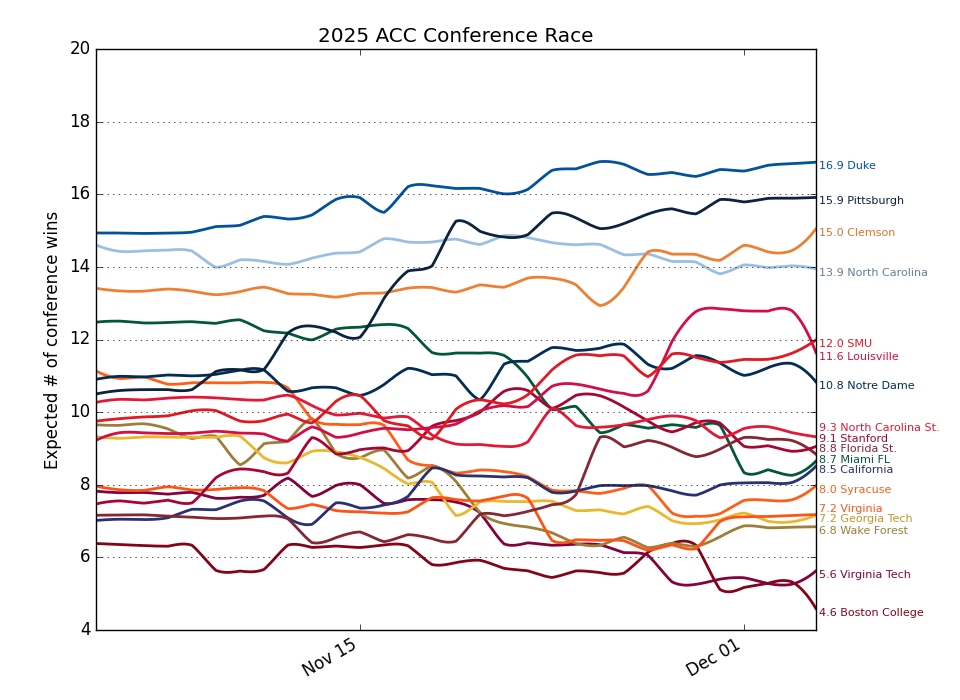 2025 ACC Conference Race
Expected # of conference wins
20
18
16
14
12
10
8
6
4
Nov 15
Dec 01
16.9 Duke
15.9 Pittsburgh
15.0 Clemson
13.9 North Carolina
12.0 SMU
11.6 Louisville
10.8 Notre Dame
9.3 North Carolina St.
9.1 Stanford
8.8 Florida St.
8.7 Miami FL
8.5 California
8.0 Syracuse
7.2 Virginia
7.2 Georgia Tech
6.8 Wake Forest
5.6 Virginia Tech
4.6 Boston College